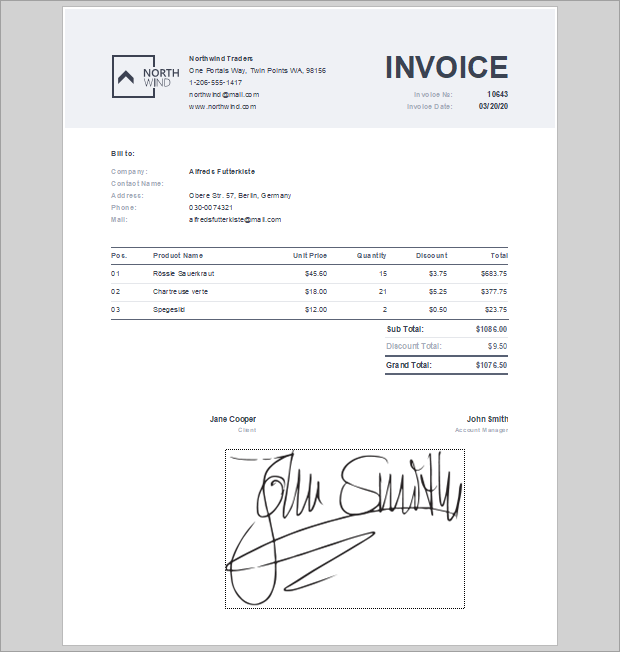 NORTH
WIND
Northwind Traders
One Portals Way, Twin Points WA, 98156
1-206-555-1417
northwind@mail.com
www.northwind.com
INVOICE
Invoice №: 10643
Invoice Date: 03/20/20
Bill to:
Company: Alfreds Futterkiste
Contact Name:
Address: Obere Str. 57, Berlin, Germany
Phone: 030-0074321
Mail: alfredsfutterkiste@mail.com
Pos. Product Name Unit Price Quantity Discount Total
01 Rössle Sauerkraut $45.60 15 $3.75 $683.75
02 Chartreuse verte $18.00 21 $5.25 $377.75
03 Spegesild $12.00 2 $0.50 $23.75
Sub Total: $1086.00
Discount Total: $9.50
Grand Total: $1076.50
Jane Cooper John Smith
Client Account Manager
John Smith